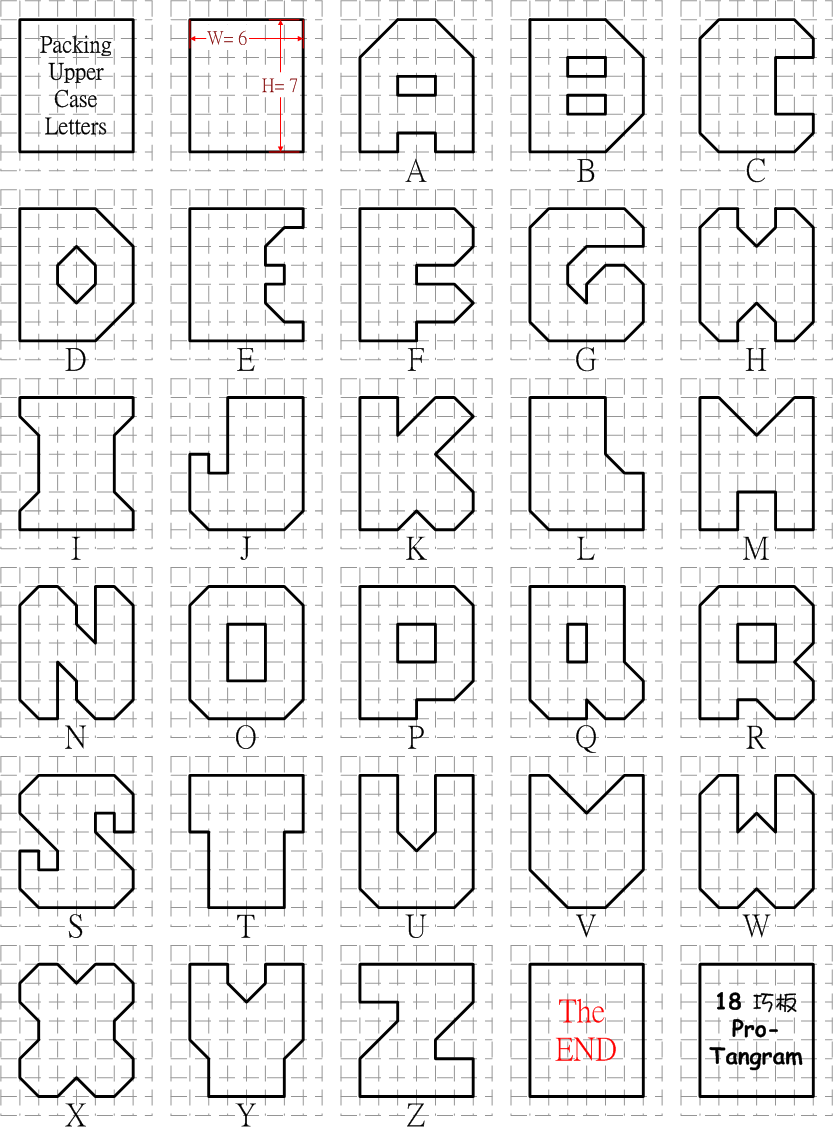 Packing
Upper
Case
Letters
W= 6
H= 7
A
B
C
D
E
F
G
H
I
J
K
L
M
N
O
P
Q
R
S
T
U
V
W
X
Y
Z
The
END
18 巧板
Pro-
Tangram